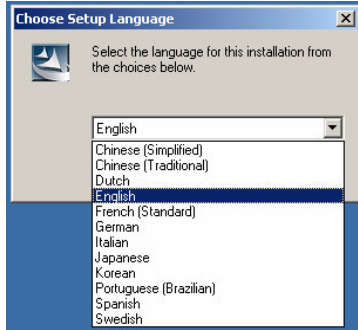 Choose Setup Language
Select the language for this installation from
the choices below.
English
Chinese (Simplified)
Chinese (Traditional)
Dutch
English
French (Standard)
German
Italian
Japanese
Korean
Portuguese (Brazilian)
Spanish
Swedish